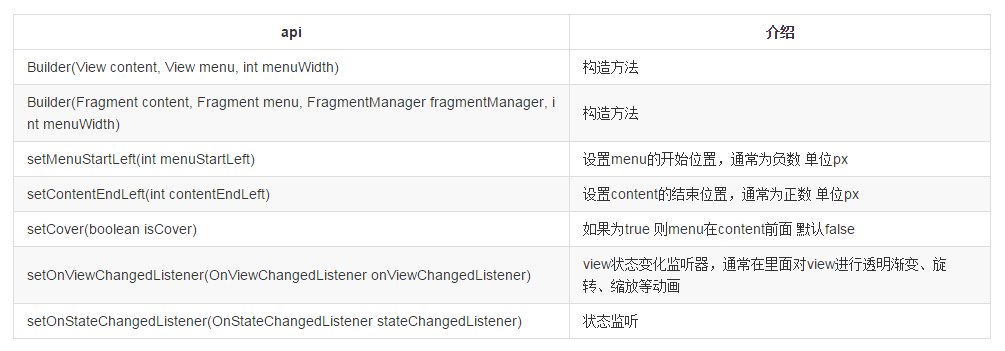 api 介绍
Builder(View content, View menu, int menuWidth) 构造方法
Builder(Fragment content, Fragment menu, FragmentManager fragmentManager, i
nt menuWidth) 构造方法
setMenuStartLeft(int menuStartLeft) 设置menu的开始位置，通常为负数 单位px
setContentEndLeft(int contentEndLeft) 设置content的结束位置，通常为正数 单位px
setCover(boolean isCover) 如果为true 则menu在content前面 默认false
setOnViewChangedListener(OnViewChangedListener onViewChangedListener) view状态变化监听器，通常在里面对view进行透明渐变、旋
转、缩放等动画
setOnStateChangedListener(OnStateChangedListener stateChangedListener) 状态监听